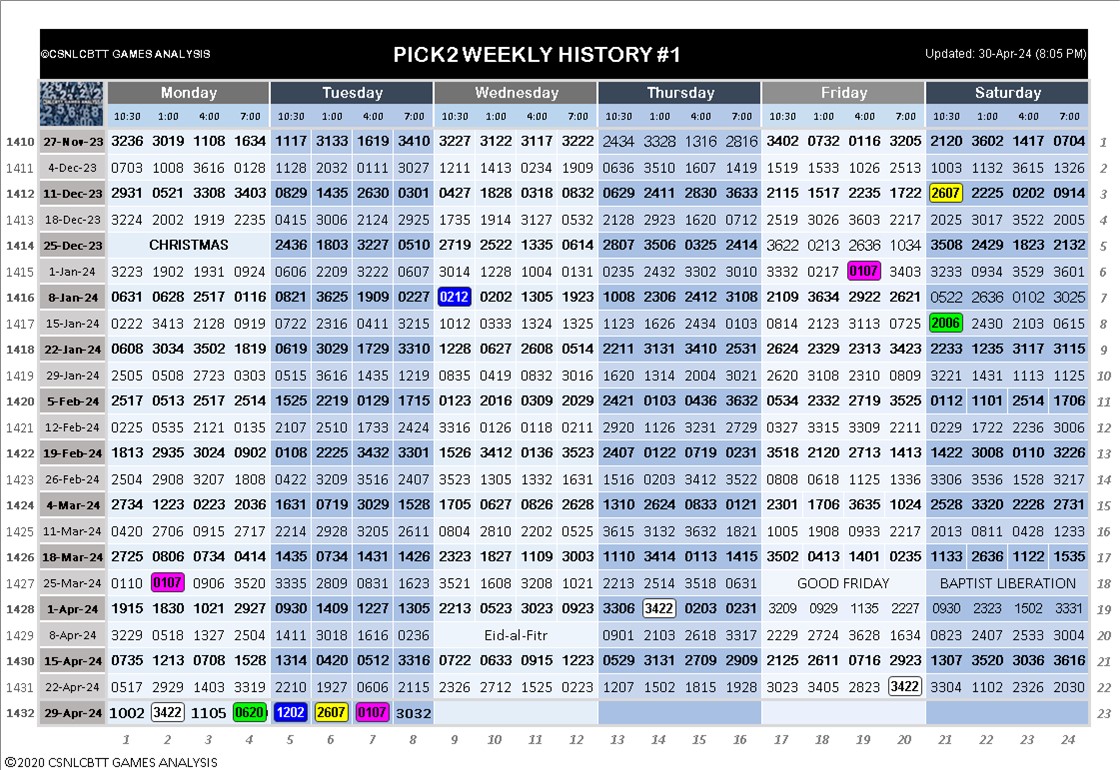 ©CSNLCBTT GAMES ANALYSIS PICK2 WEEKLY HISTORY #1 Updated: 30-Apr-24 (8:05 PM)
Monday Tuesday Wednesday Thursday Friday Saturday
10:30 1:00 4:00 7:00 10:30 1:00 4:00 7:00 10:30 1:00 4:00 7:00 10:30 1:00 4:00 7:00 10:30 1:00 4:00 7:00 10:30 1:00 4:00 7:00
1410 27-Nov-23 3236 3019 1108 1634 1117 3133 1619 3410 3227 3122 3117 3222 2434 3328 1316 2816 3402 0732 0116 3205 2120 3602 1417 0704 1
1411 4-Dec-23 0703 1008 3616 0128 1128 2032 0111 3027 1211 1413 0234 1909 0636 3510 1607 1419 1519 1533 1026 2513 1003 1132 3615 1326 2
1412 11-Dec-23 2931 0521 3308 3403 0829 1435 2630 0301 0427 1828 0318 0832 0629 2411 2830 3633 2115 1517 2235 1722 2607 2225 0202 0914 3
1413 18-Dec-23 3224 2002 1919 2235 0415 3006 2124 2925 1735 1914 3127 0532 2128 2923 1620 0712 2519 3026 3603 2217 2025 3017 3522 2005 4
1414 25-Dec-23 CHRISTMAS 2436 1803 3227 0510 2719 2522 1335 0614 2807 3506 0325 2414 3622 0213 2636 1034 3508 2429 1823 2132 5
1415 1-Jan-24 3223 1902 1931 0924 0606 2209 3222 0607 3014 1228 1004 0131 0235 2432 3302 3010 3332 0217 0107 3403 3233 0934 3529 3601 6
1416 8-Jan-24 0631 0628 2517 0116 0821 3625 1909 0227 0212 0202 1305 1923 1008 2306 2412 3108 2109 3634 2922 2621 0522 2636 0102 3025 7
1417 15-Jan-24 0222 3413 2128 0919 0722 2316 0411 3215 1012 0333 1324 1325 1123 1626 2434 0103 0814 2123 3113 0725 2006 2430 2103 0615 8
1418 22-Jan-24 0608 3034 3502 1819 0619 3029 1729 3310 1228 0627 2608 0514 2211 3131 3410 2531 2624 2329 2313 3423 2233 1235 3117 3115 9
1419 29-Jan-24 2505 0508 2723 0303 0515 3616 1435 1219 0835 0419 0832 3016 1620 1314 2004 3021 2620 3108 2310 0809 3221 1431 1113 1125 10
1420 5-Feb-24 2517 0513 2517 2514 1525 2219 0129 1715 0123 2016 0309 2029 2421 0103 0436 3632 0534 2332 2719 3525 0112 1101 2514 1706 11
1421 12-Feb-24 0225 0535 2121 0135 2107 2510 1733 2424 3316 0126 0118 0211 2920 1126 3231 2729 0327 3315 3309 2211 0229 1722 2236 3006 12
1422 19-Feb-24 1813 2935 3024 0902 0108 2225 3432 3301 1526 3412 0136 3523 2407 0122 0719 0231 3518 2120 2713 1413 1422 3008 0110 3226 13
1423 26-Feb-24 2504 2908 3207 1808 0422 3209 3516 2407 3523 1305 1332 1631 1516 0203 3412 3522 0808 0618 1125 1336 3306 3536 1528 3217 14
1424 4-Mar-24 2734 1223 0223 2036 1631 0719 3029 1528 1705 0627 0826 2628 1310 2624 0833 0121 2301 1706 3635 1024 2528 3320 2228 2731 15
1425 11-Mar-24 0420 2706 0915 2717 2214 2928 3205 2611 0804 2810 2202 0525 3615 3132 3632 1821 1005 1908 0933 2217 2013 0811 0428 1233 16
1426 18-Mar-24 2725 0806 0734 0414 1435 0734 1431 1426 2323 1827 1109 3003 1110 3414 0113 1415 3502 0413 1401 0235 1133 2636 1122 1535 17
1427 25-Mar-24 0110 0107 0906 3520 3335 2809 0831 1623 3521 1608 3208 1021 2213 2514 3518 0631 GOOD FRIDAY BAPTIST LIBERATION 18
1428 1-Apr-24 1915 1830 1021 2927 0930 1409 1227 1305 2213 0523 3023 0923 3306 3422 0203 0231 3209 0929 1135 2227 0930 2323 1502 3331 19
1429 8-Apr-24 3229 0518 1327 2504 1411 3018 1616 0236 Eid-al-Fitr 0901 2103 2618 3317 2229 2724 3628 1634 0823 2407 2533 3004 20
1430 15-Apr-24 0735 1213 0708 1528 1314 0420 0512 3316 0722 0633 0915 1223 0529 3131 2709 2909 2125 2611 0716 2923 1307 3520 3036 3616 21
1431 22-Apr-24 0517 2929 1403 3319 2210 1927 0606 2115 2326 2712 1525 0223 1207 1502 1815 1928 3023 3405 2823 3422 3304 1102 2326 2030 22
1432 29-Apr-24 1002 3422 1105 0620 1202 2607 0107 3032 23
1 2 3 4 5 6 7 8 9 10 11 12 13 14 15 16 17 18 19 20 21 22 23 24
©2020 CSNLCBTT GAMES ANALYSIS